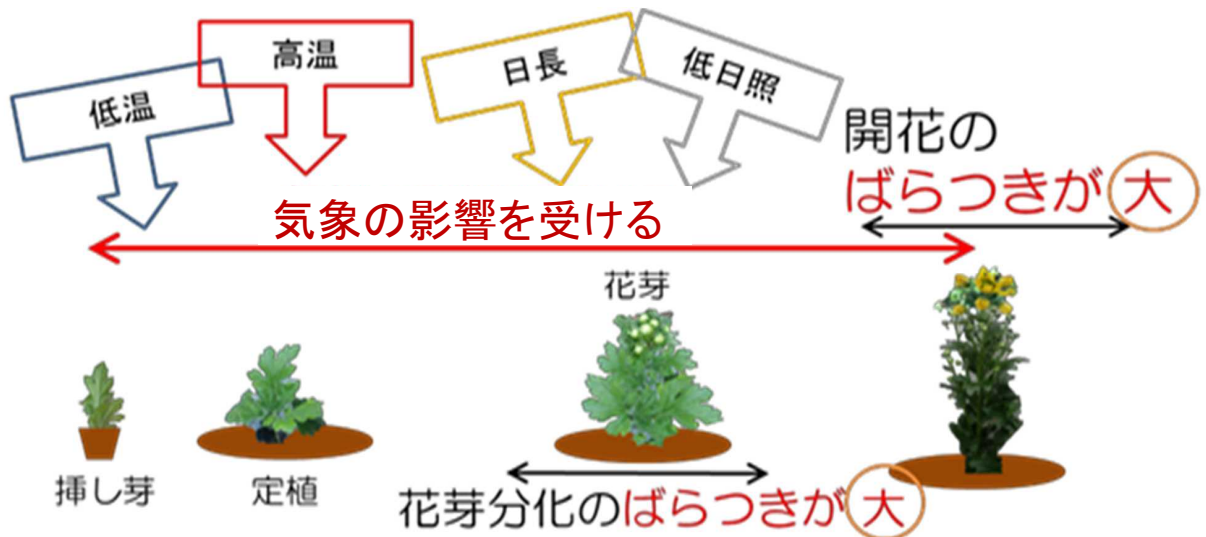 低温
高温
日長
低日照
開花の
ばらつきが大
気象の影響を受ける
花芽
挿し芽
定植
花芽分化のばらつきが大